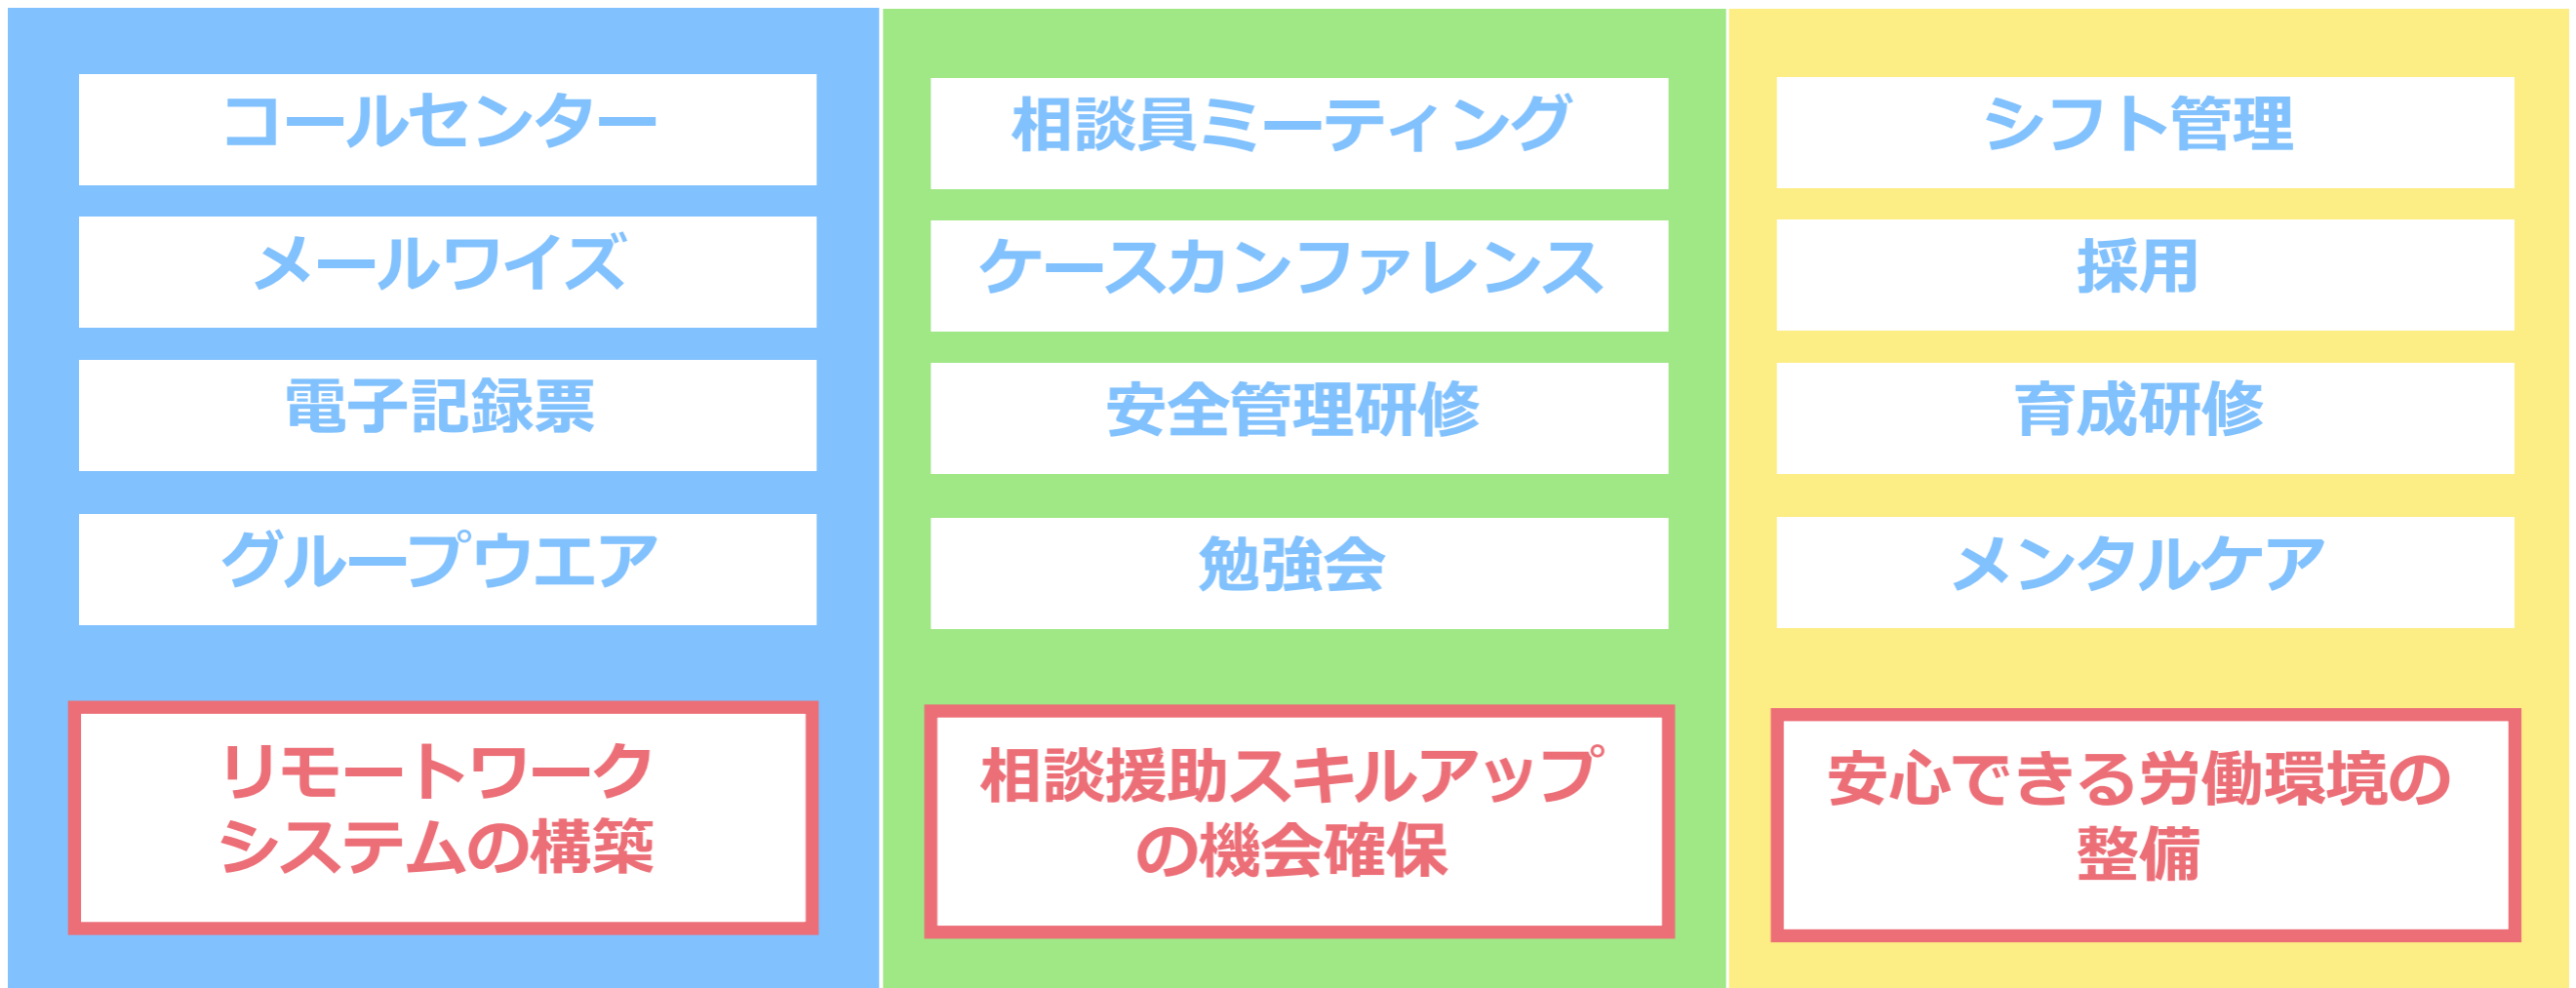 コールセンター
メールワイズ
電子記録票
グループウエア
リモートワーク
システムの構築
相談員ミーティング
ケースカンファレンス
安全管理研修
勉強会
相談援助スキルアップ
の機会確保
シフト管理
採用
育成研修
メンタルケア
安心できる労働環境の
整備